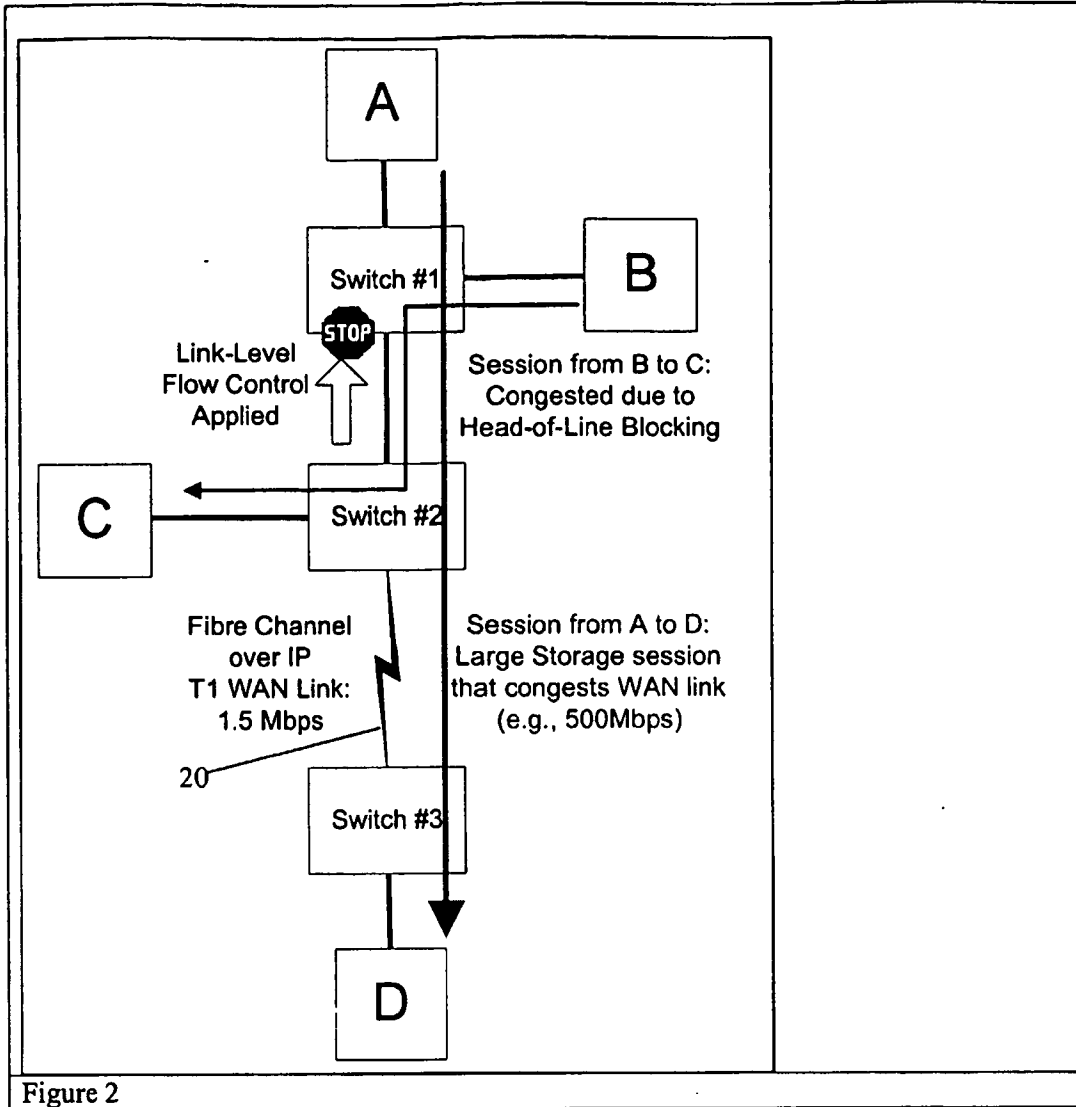 A
Switch #1
B
STOP
Link-Level
Flow Control
Applied
Session from B to C:
Congested due to
Head-of-Line Blocking
C
Switch #2
Fibre Channel
over IP
T1 WAN Link:
1.5 Mbps
Session from A to D:
Large Storage session
that congests WAN link
(e.g., 500Mbps)
20
Switch #3
D
Figure 2